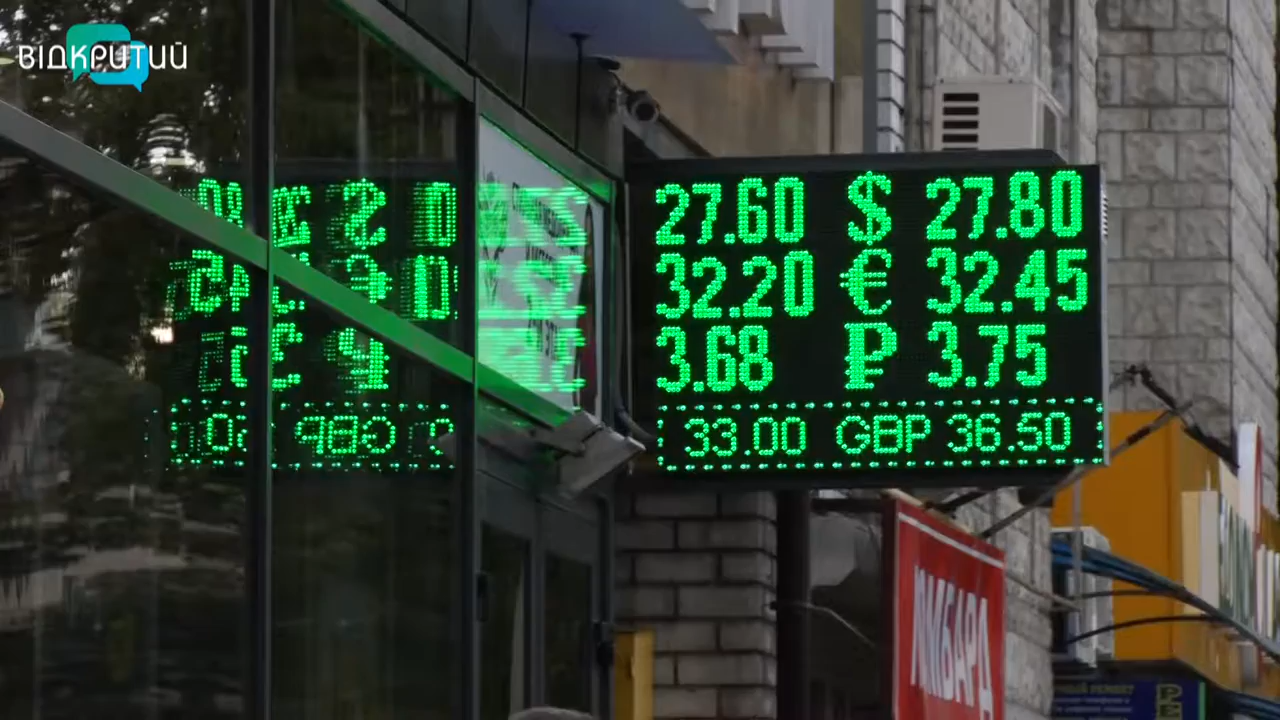 ВІДКРИТИЙ
27.60 $ 27.80
32.20 € 32.45
3.68 ₽ 3.75
33.00 GBP 36.50
ЛОМБАРД